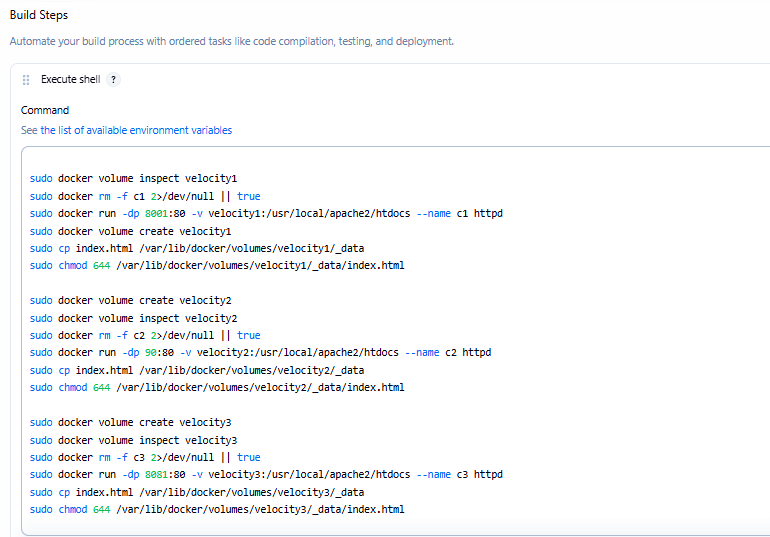 Build Steps
Automate your build process with ordered tasks like code compilation, testing, and deployment.
Execute shell ?
Command
See the list of available environment variables
sudo docker volume inspect velocity1
sudo docker rm -f c1 2>/dev/null || true
sudo docker run -dp 8001:80 -v velocity1:/usr/local/apache2/htdocs --name c1 httpd
sudo docker volume create velocity1
sudo cp index.html /var/lib/docker/volumes/velocity1/_data
sudo chmod 644 /var/lib/docker/volumes/velocity1/_data/index.html
sudo docker volume create velocity2
sudo docker volume inspect velocity2
sudo docker rm -f c2 2>/dev/null || true
sudo docker run -dp 90:80 -v velocity2:/usr/local/apache2/htdocs --name c2 httpd
sudo cp index.html /var/lib/docker/volumes/velocity2/_data
sudo chmod 644 /var/lib/docker/volumes/velocity2/_data/index.html
sudo docker volume create velocity3
sudo docker volume inspect velocity3
sudo docker rm -f c3 2>/dev/null || true
sudo docker run -dp 8081:80 -v velocity3:/usr/local/apache2/htdocs --name c3 httpd
sudo cp index.html /var/lib/docker/volumes/velocity3/_data
sudo chmod 644 /var/lib/docker/volumes/velocity3/_data/index.html